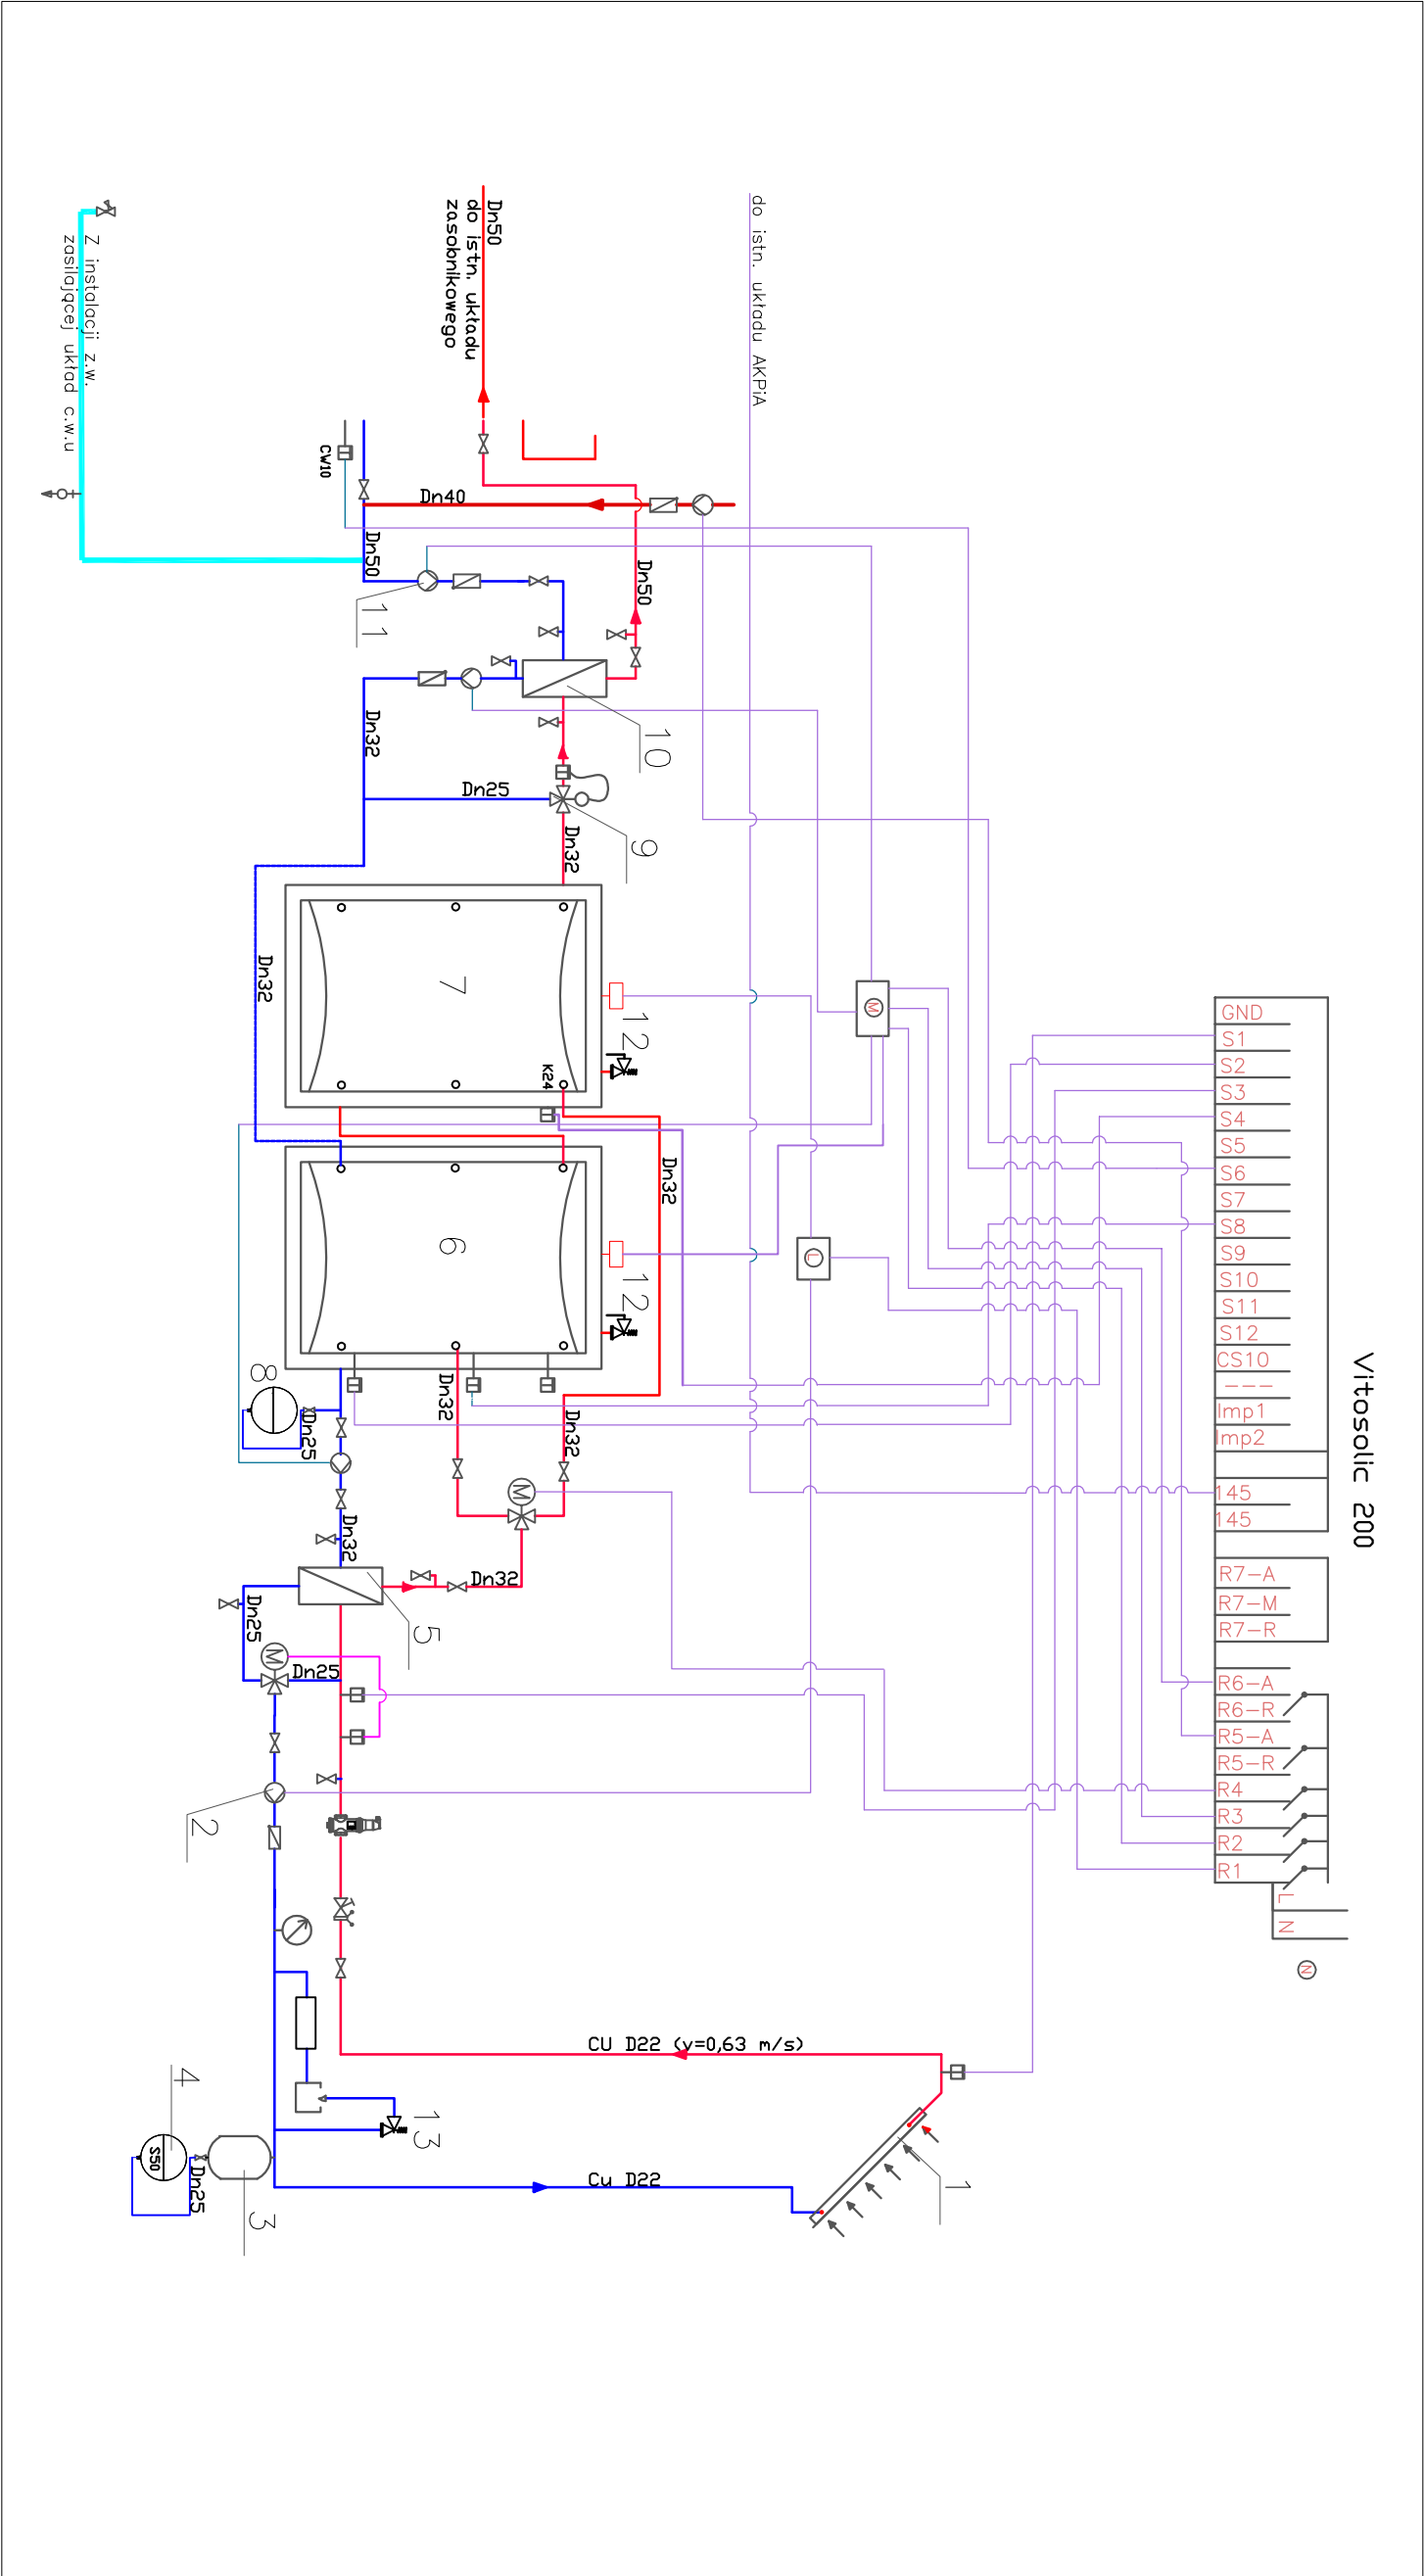 Vitosolic 200
GND
S1
S2
S3
S4
S5
S6
S7
S8
S9
S10
S11
S12
CS10
---
Imp1
Imp2
145
145
R7-A
R7-M
R7-R
R6-A
R6-R
R5-A
R5-R
R4
R3
R2
R1
L
N
N
do istn. układu AKPiA
M
L
Dn50
do istn. układu
zasobnikowego
Z instalacji z.w.
zasilającej układ c.w.u
CW10
Dn40
Dn50
Dn50
11
10
Dn32
Dn25
9
Dn32
Dn32
7
12
K24
Dn32
6
12
8
Dn25
Dn32
Dn32
M
Dn32
Dn32
5
Dn25
M
Dn25
2
CU D22 (v=0,63 m/s)
1
13
4
S50
Dn25
3
Cu D22